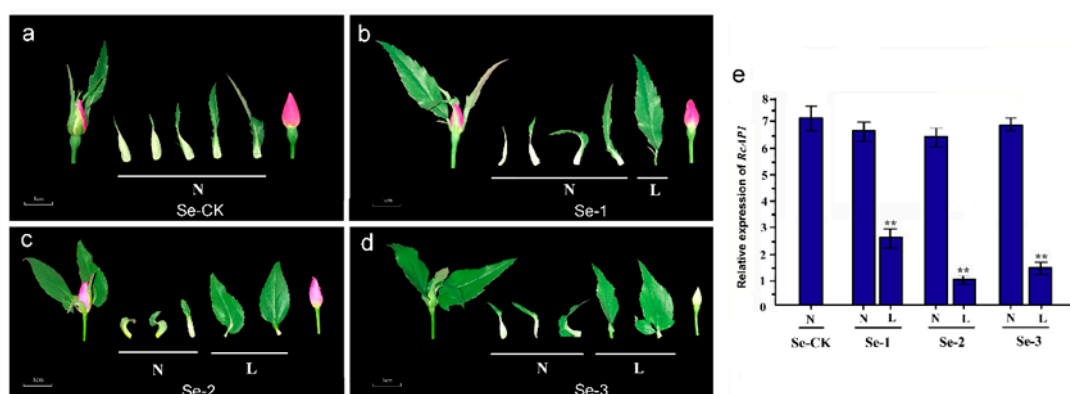 a
N
Se-CK
b
N L
Se-1
c
N L
Se-2
d
N L
Se-3
e
Relative expression of RcAP1
8
7
6
5
4
3
2
1
0
**
**
**
N N L N L N L
Se-CK Se-1 Se-2 Se-3